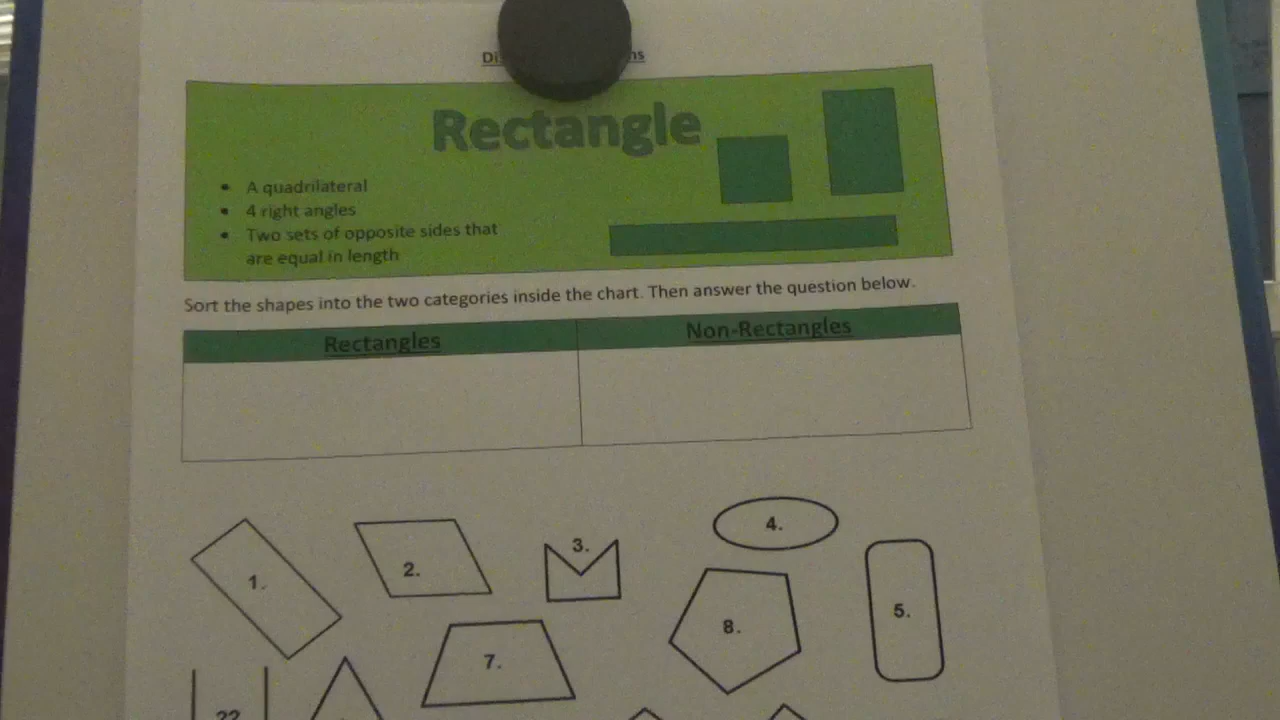 Rectangle
• A quadrilateral
• 4 right angles
• Two sets of opposite sides that
are equal in length
Sort the shapes into the two categories inside the chart. Then answer the question below.
Rectangles Non-Rectangles
4.
3.
1.
2.
5.
8.
7.
22